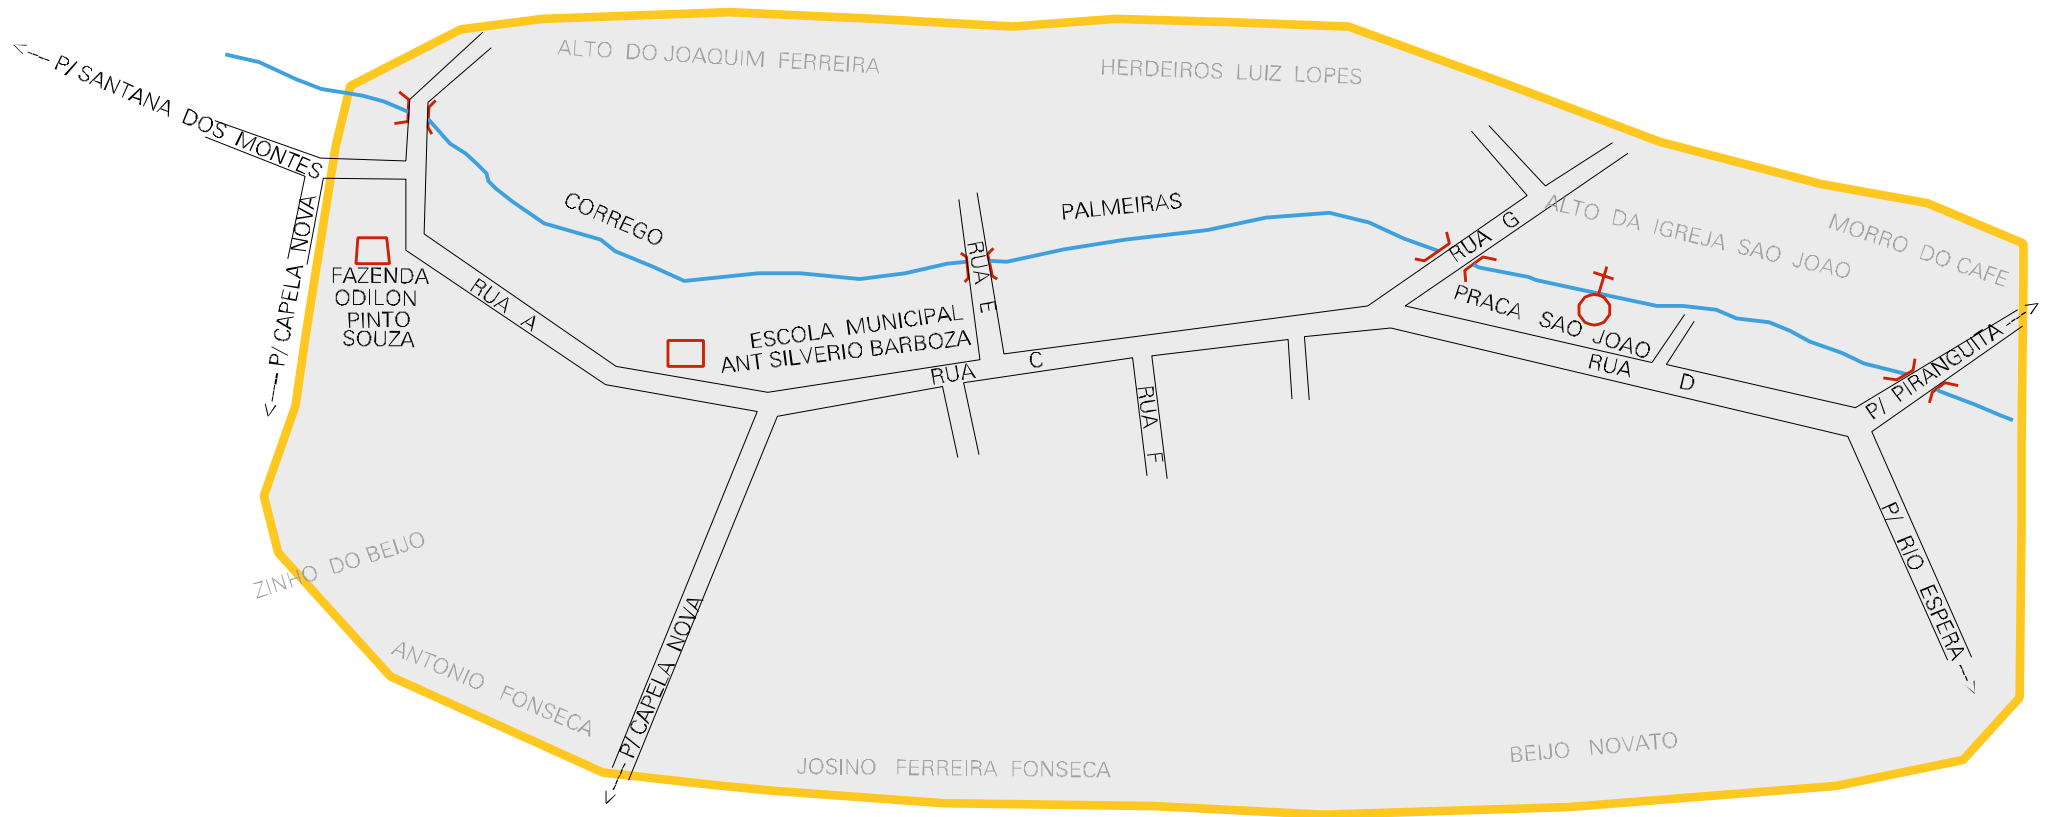 ALTO DO JOAQUIM FERREIRA
HERDEIROS LUIZ LOPES
P/ SANTANA DOS MONTES
CORREGO
PALMEIRAS
RUA G
ALTO DA IGREJA SAO JOAO
MORRO DO CAFE
P/ CAPELA NOVA
FAZENDA
ODILON
PINTO
SOUZA
RUA A
RUA E
ESCOLA MUNICIPAL
ANT SILVERIO BARBOZA
PRACA SAO JOAO
RUA C
RUA D
P/ PIRANGUITA
RUA F
P/ RIO ESPERA
ZINHO DO BEIJO
ANTONIO FONSECA
P/ CAPELA NOVA
JOSINO FERREIRA FONSECA
BEIJO NOVATO